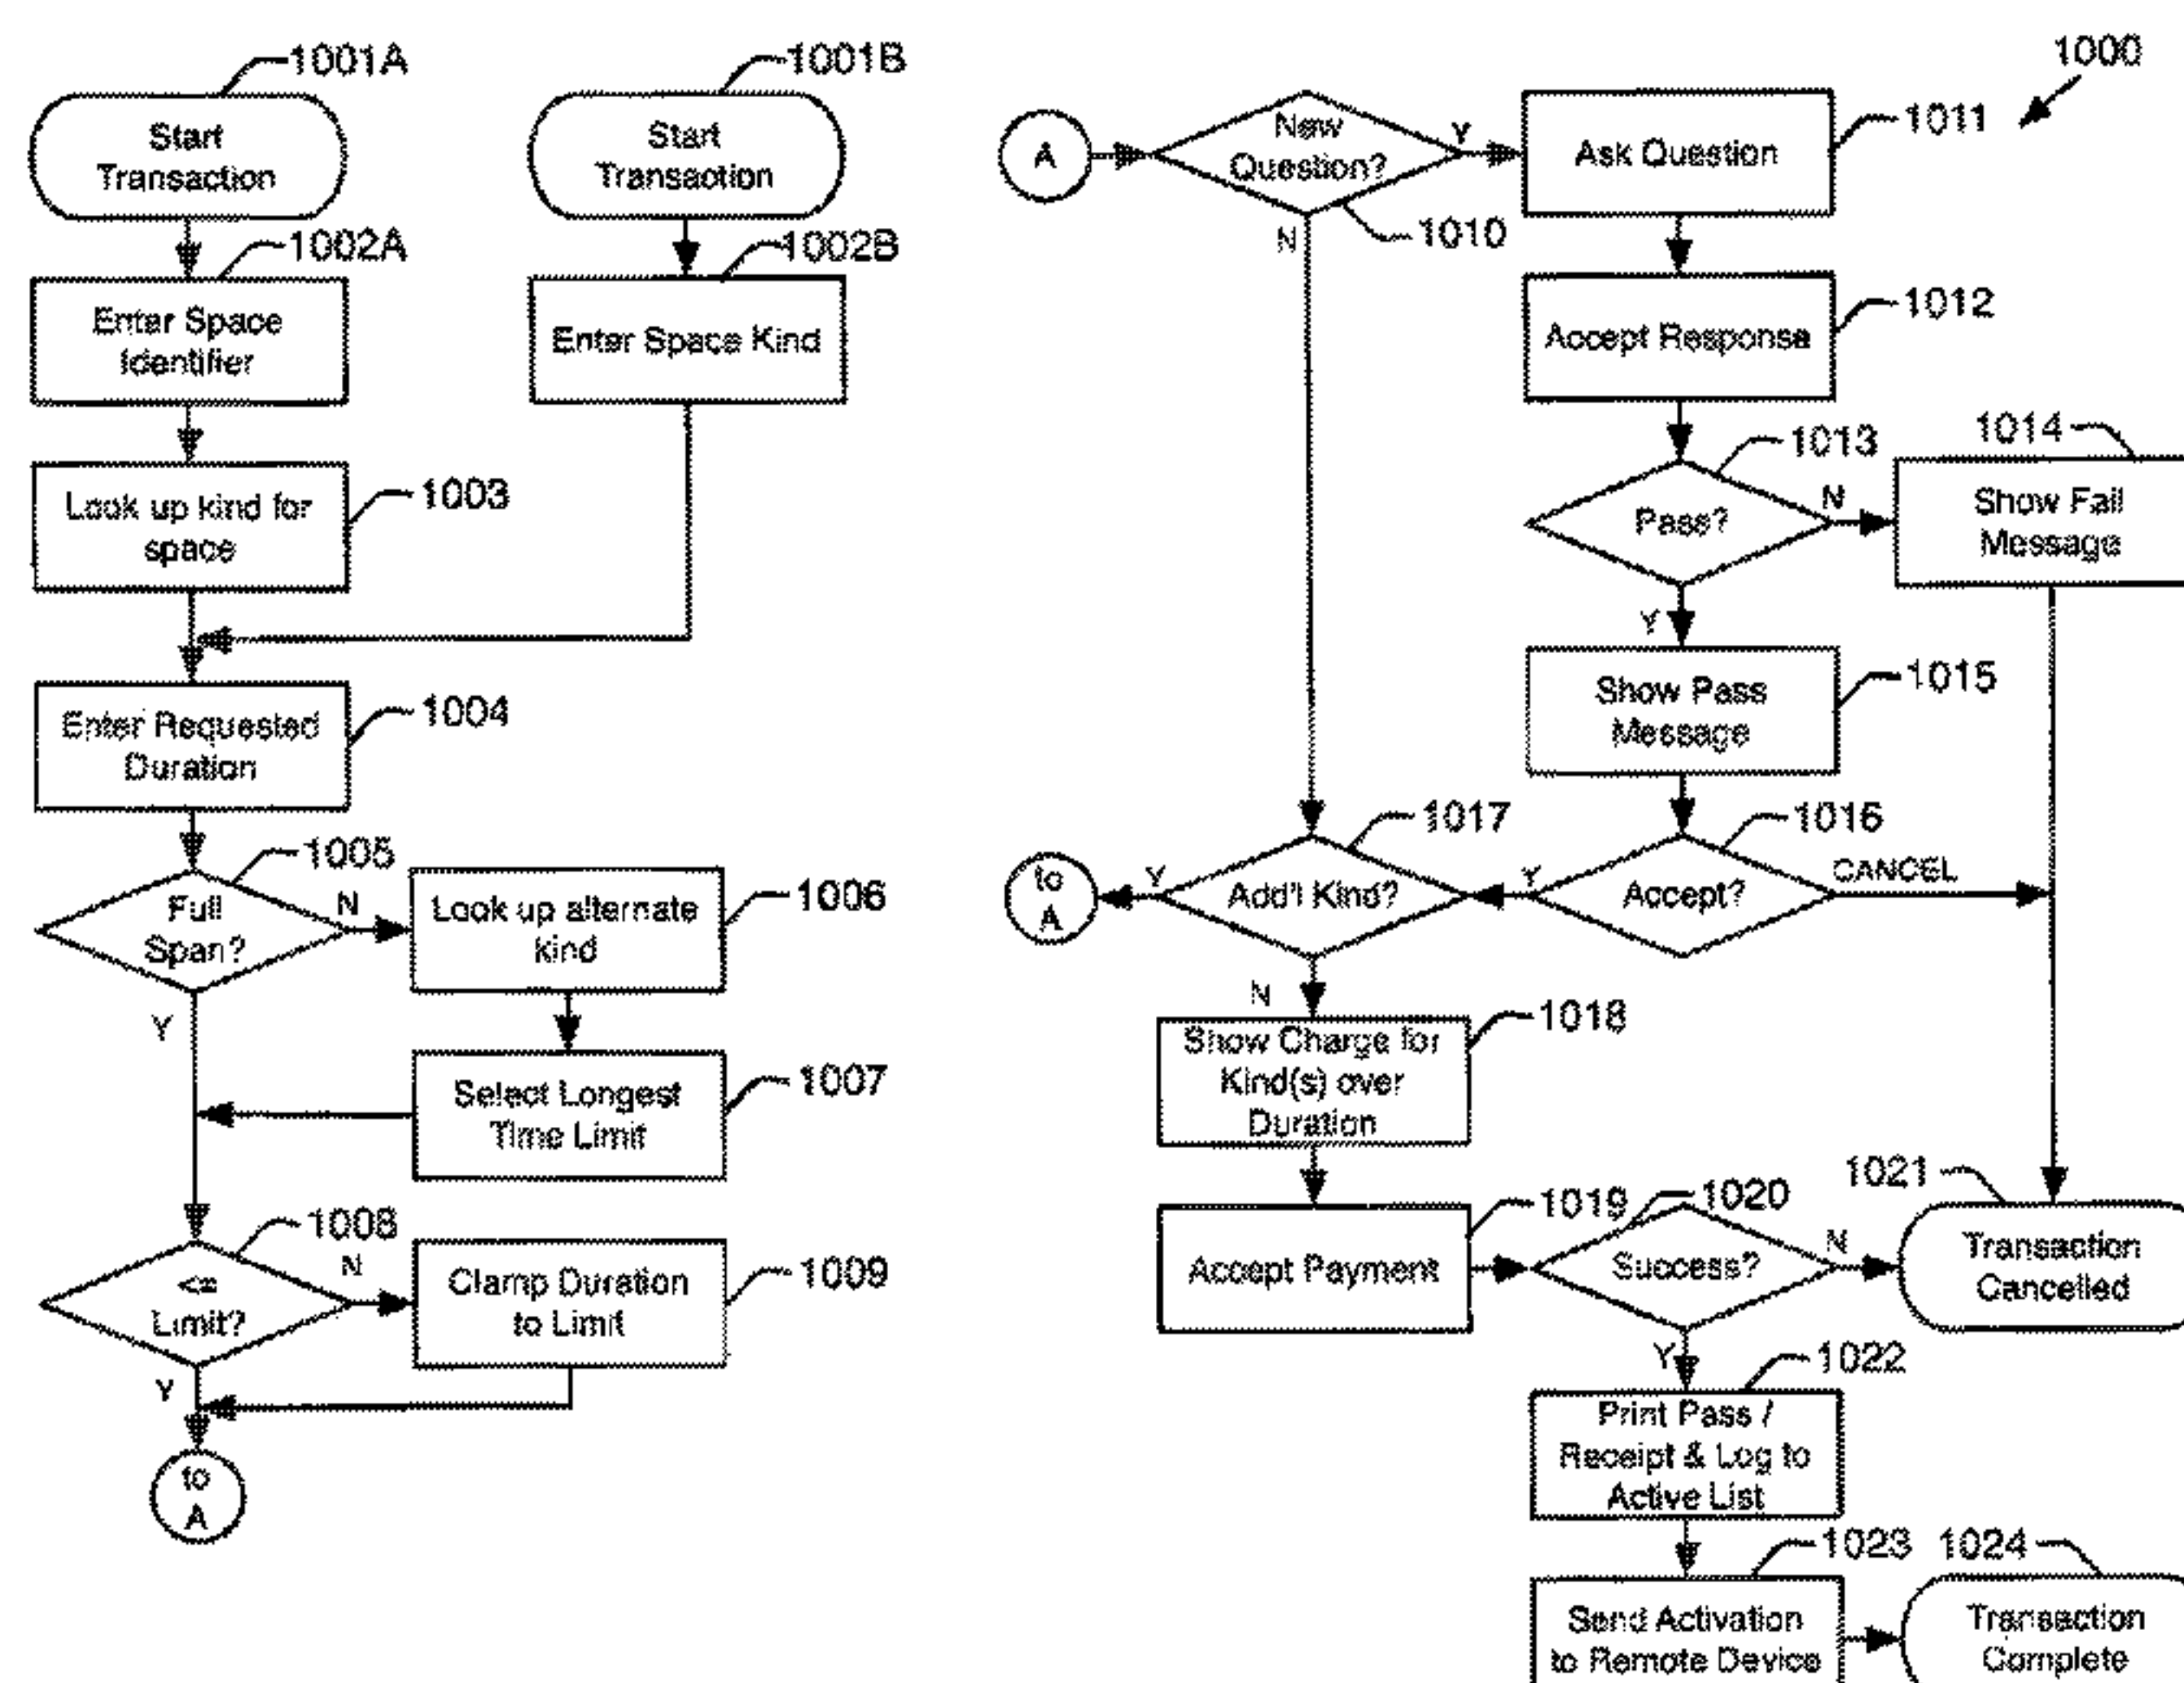 1001A
Start
Transaction
1002A
Enter Space
Identifier
1003
Look up kind for
space
1004
Enter Requested
Duration
1005
Full
Span?
N
Y
1006
Look up alternate
kind
1007
Select Longest
Time Limit
1008
<=
Limit?
N
Y
1009
Clamp Duration
to Limit
to
A
1001B
Start
Transaction
1002B
Enter Space Kind
1000
A
New
Question?
Y
N
1010
1011
Ask Question
1012
Accept Response
1013
Pass?
N
Y
1014
Show Fail
Message
1015
Show Pass
Message
1016
Accept?
Y
CANCEL
1017
Add'l Kind?
Y
N
to
A
1018
Show Charge for
Kind(s) over
Duration
1019
Accept Payment
1020
Success?
N
Y
1021
Transaction
Cancelled
1022
Print Pass /
Receipt & Log to
Active List
1023
Send Activation
to Remote Device
1024
Transaction
Complete